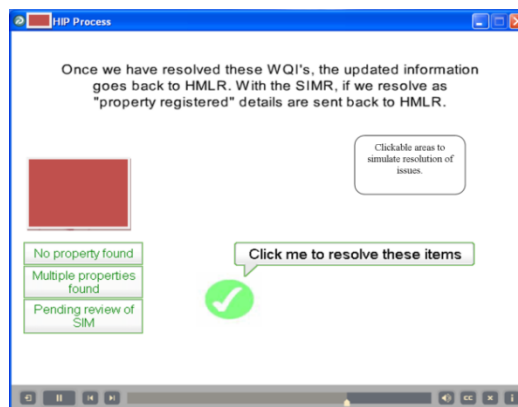 HIP Process
Once we have resolved these WQI's, the updated information
goes back to HMLR. With the SIMR, if we resolve as
"property registered" details are sent back to HMLR.
Clickable areas to
simulate resolution of
issues.
No property found
Multiple properties
found
Pending review of
SIM
Click me to resolve these items
CC